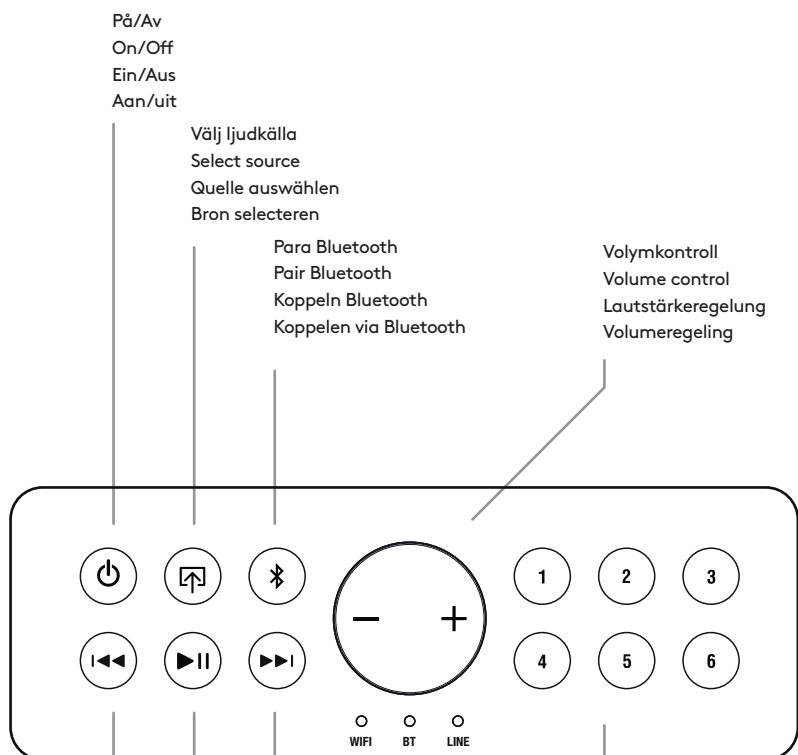 På/Av
On/Off
Ein/Aus
Aan/uit
Välj ljudkälla
Select source
Quelle auswählen
Bron selecteren
Para Bluetooth
Pair Bluetooth
Koppeln Bluetooth
Koppelen via Bluetooth
Volymkontroll
Volume control
Lautstärkeregelung
Volumeregeling
1 2 3
4 5 6
WIFI BT LINE